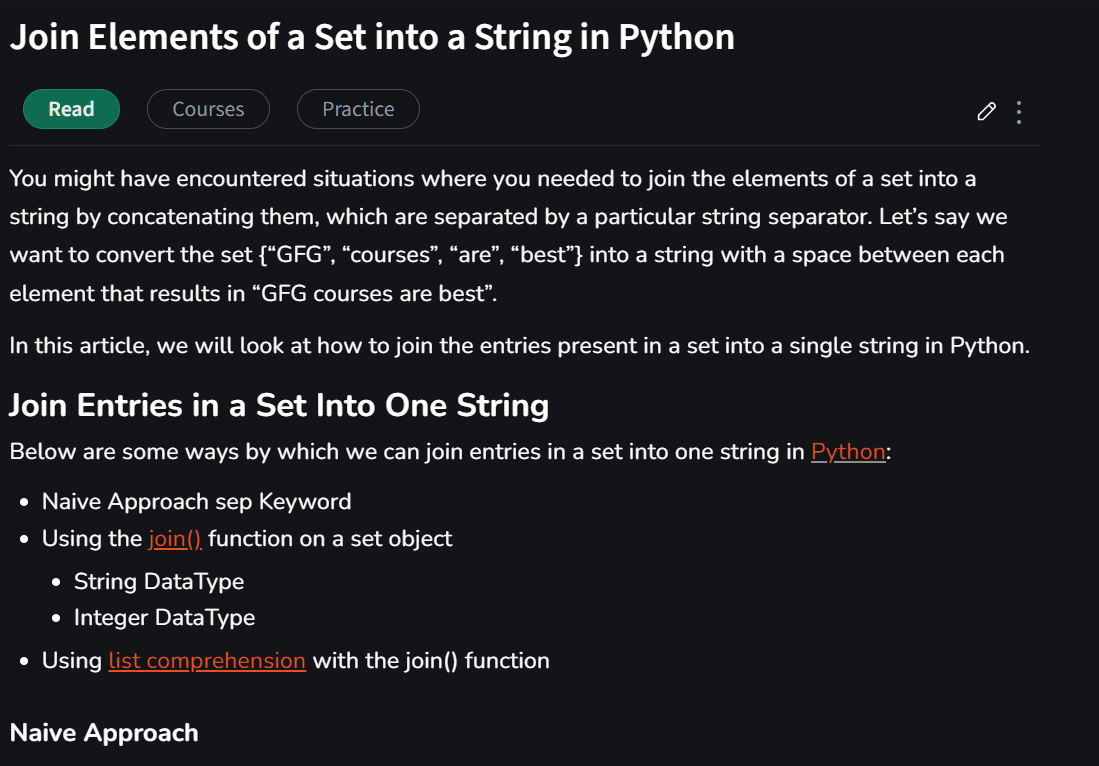 Join Elements of a Set into a String in Python
Read Courses Practice
You might have encountered situations where you needed to join the elements of a set into a
string by concatenating them, which are separated by a particular string separator. Let’s say we
want to convert the set {“GFG”, “courses”, “are”, “best”} into a string with a space between each
element that results in “GFG courses are best”.
In this article, we will look at how to join the entries present in a set into a single string in Python.
Join Entries in a Set Into One String
Below are some ways by which we can join entries in a set into one string in Python:
• Naive Approach sep Keyword
• Using the join() function on a set object
• String DataType
• Integer DataType
• Using list comprehension with the join() function
Naive Approach